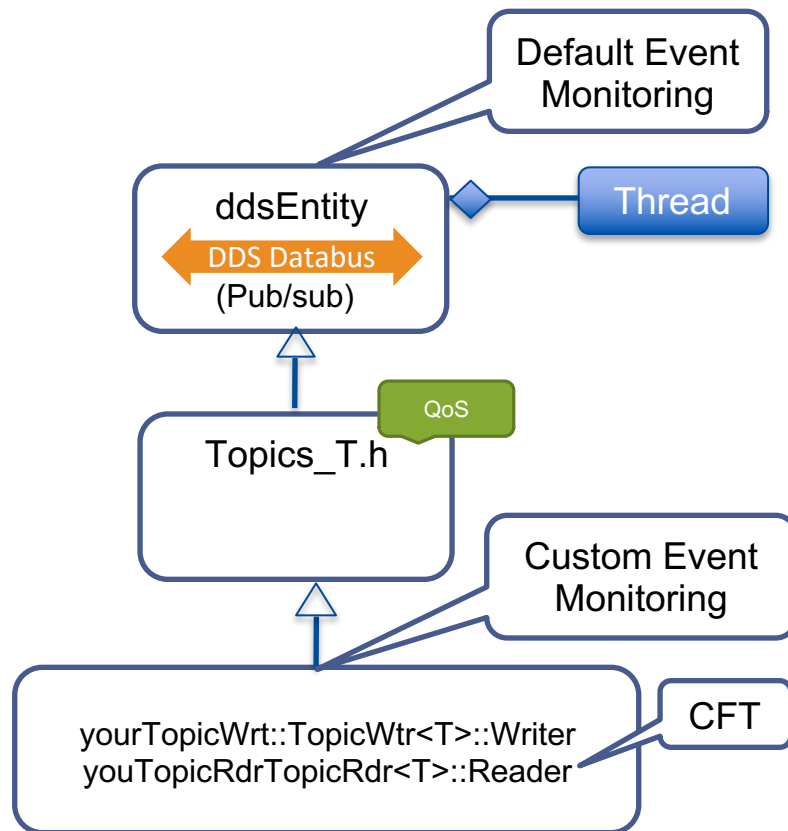 Default Event
Monitoring
ddsEntity
Thread
DDS Databus
(Pub/sub)
QoS
Topics_T.h
Custom Event
Monitoring
CFT
yourTopicWrt::TopicWtr<T>::Writer
youTopicRdrTopicRdr<T>::Reader